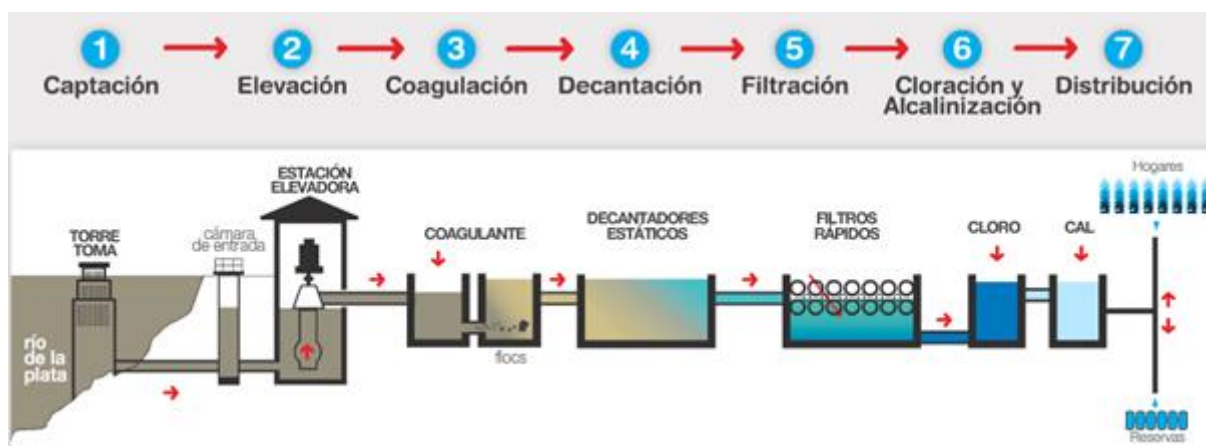 1
2
3
4
5
6
7
Captación
Elevación
Coagulación
Decantación
Filtración
Cloración y
Alcalinización
Distribución
TORRE
TOMA
cámara
de entrada
ESTACIÓN
ELEVADORA
COAGULANTE
DECANTADORES
ESTÁTICOS
FILTROS
RÁPIDOS
CLORO
CAL
Hogares
río
de la
plata
flocs
Reservas